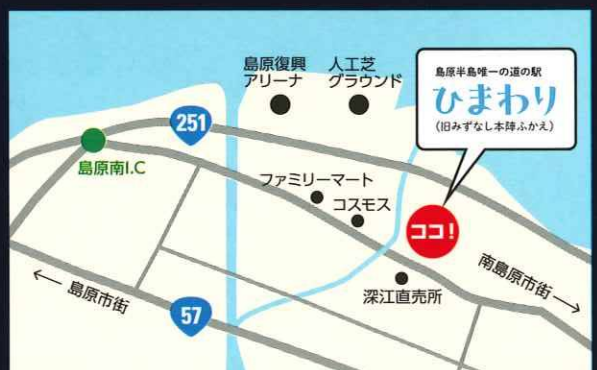 島原復興
アリーナ
人工芝
グラウンド
島原半島唯一の道の駅
ひまわり
(旧みずなし本陣ふかえ)
251
島原南I.C
ファミリーマート
コスモス
ココ!
南島原市街→
←島原市街
深江直売所
57